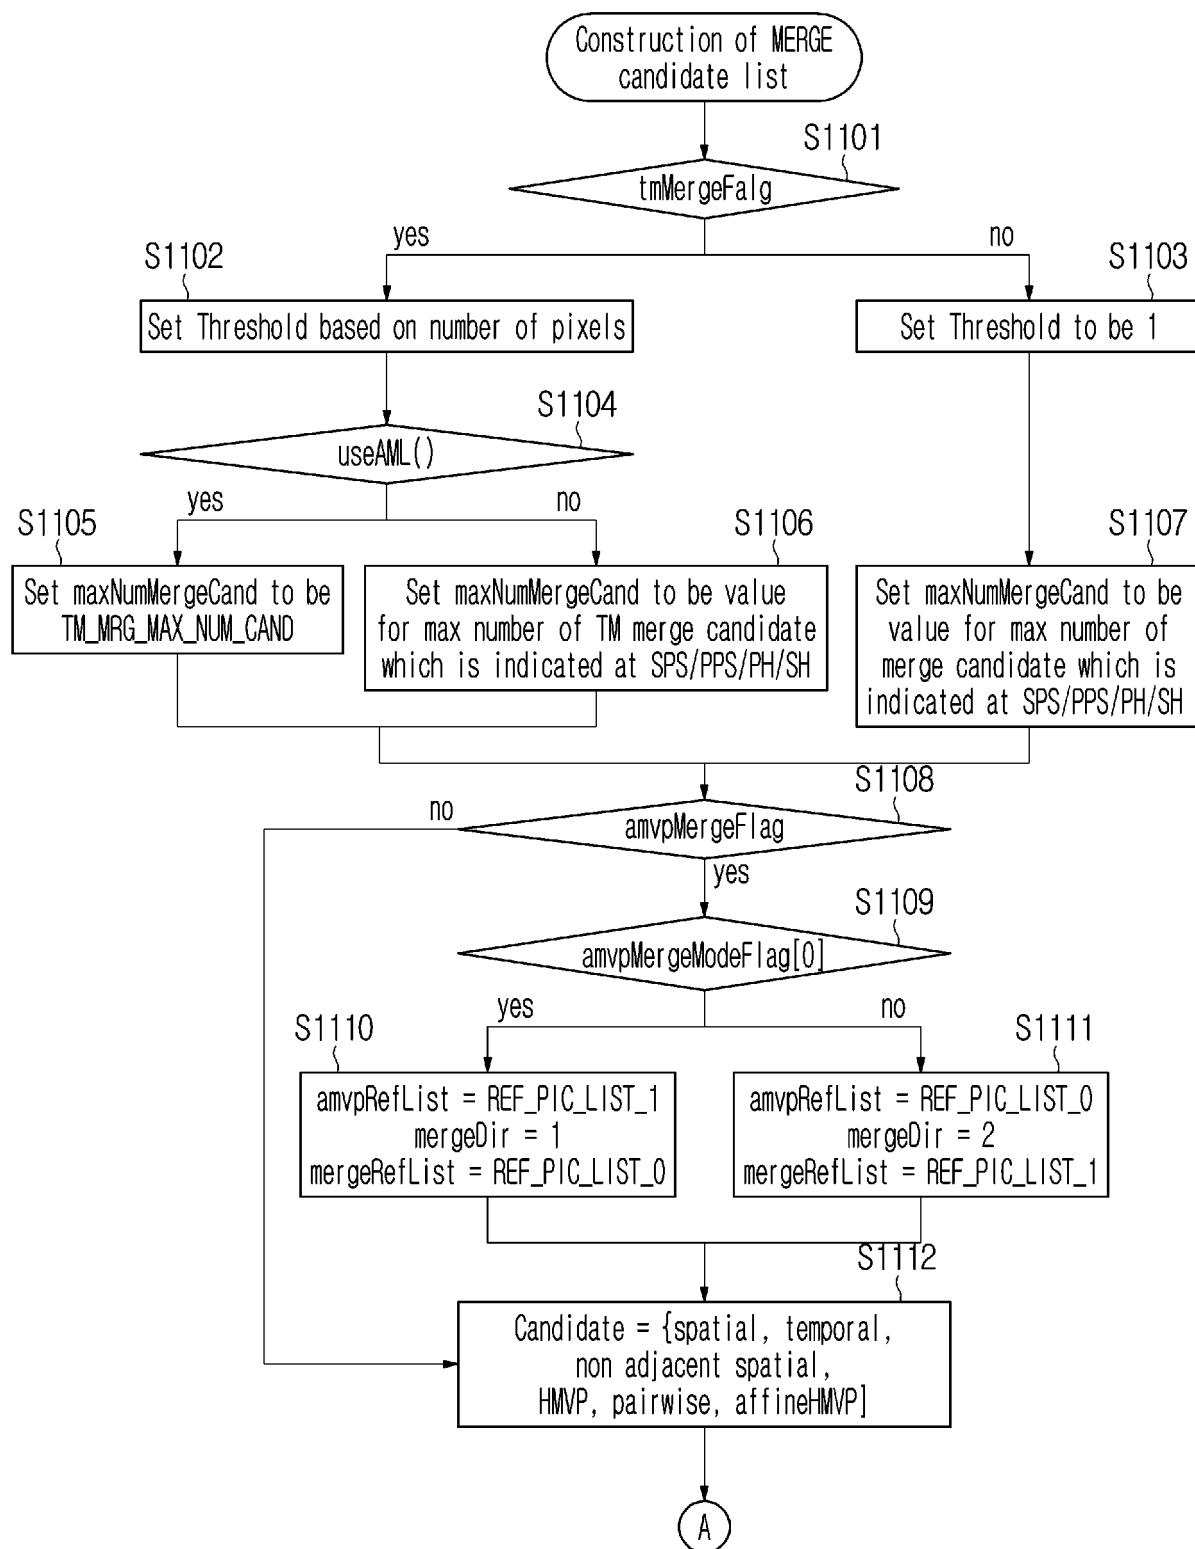 Construction of MERGE
candidate list
S1101
tmMergeFalg
yes
no
S1102
S1103
Set Threshold based on number of pixels
Set Threshold to be 1
S1104
useAML()
yes
no
S1105
S1106
S1107
Set maxNumMergeCand to be
TM_MRG_MAX_NUM_CAND
Set maxNumMergeCand to be value
for max number of TM merge candidate
which is indicated at SPS/PPS/PH/SH
Set maxNumMergeCand to be
value for max number of
merge candidate which is
indicated at SPS/PPS/PH/SH
S1108
no
amvpMergeFlag
yes
S1109
amvpMergeModeFlag[0]
yes
no
S1110
S1111
amvpRefList = REF_PIC_LIST_1
mergeDir = 1
mergeRefList = REF_PIC_LIST_0
amvpRefList = REF_PIC_LIST_0
mergeDir = 2
mergeRefList = REF_PIC_LIST_1
S1112
Candidate = {spatial, temporal,
non adjacent spatial,
HMVP, pairwise, affineHMVP]
A